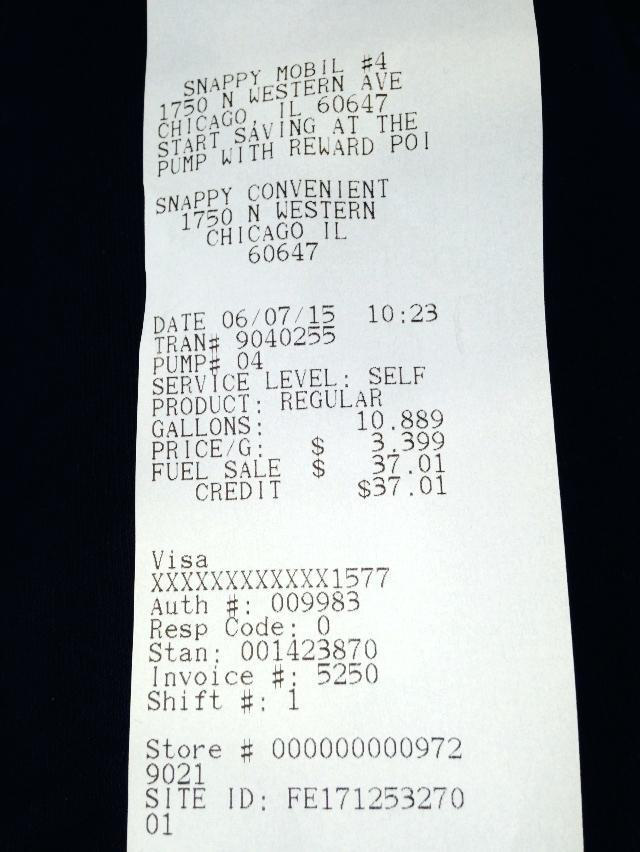 SNAPPY MOBIL #4
1750 N WESTERN AVE
CHICAGO, IL 60647
START SAVING AT THE
PUMP WITH REWARD POI
SNAPPY CONVENIENT
1750 N WESTERN
CHICAGO IL
60647
DATE 06/07/15 10:23
TRAN# 9040255
PUMP# 04
SERVICE LEVEL: SELF
PRODUCT: REGULAR
GALLONS: 10.889
PRICE/G: $ 3.399
FUEL SALE $ 37.01
CREDIT $37.01
Visa
XXXXXXXXXXXX1577
Auth #: 009983
Resp Code: 0
Stan: 001423870
Invoice #: 5250
Shift #: 1
Store # 000000000972
9021
SITE ID: FE171253270
01